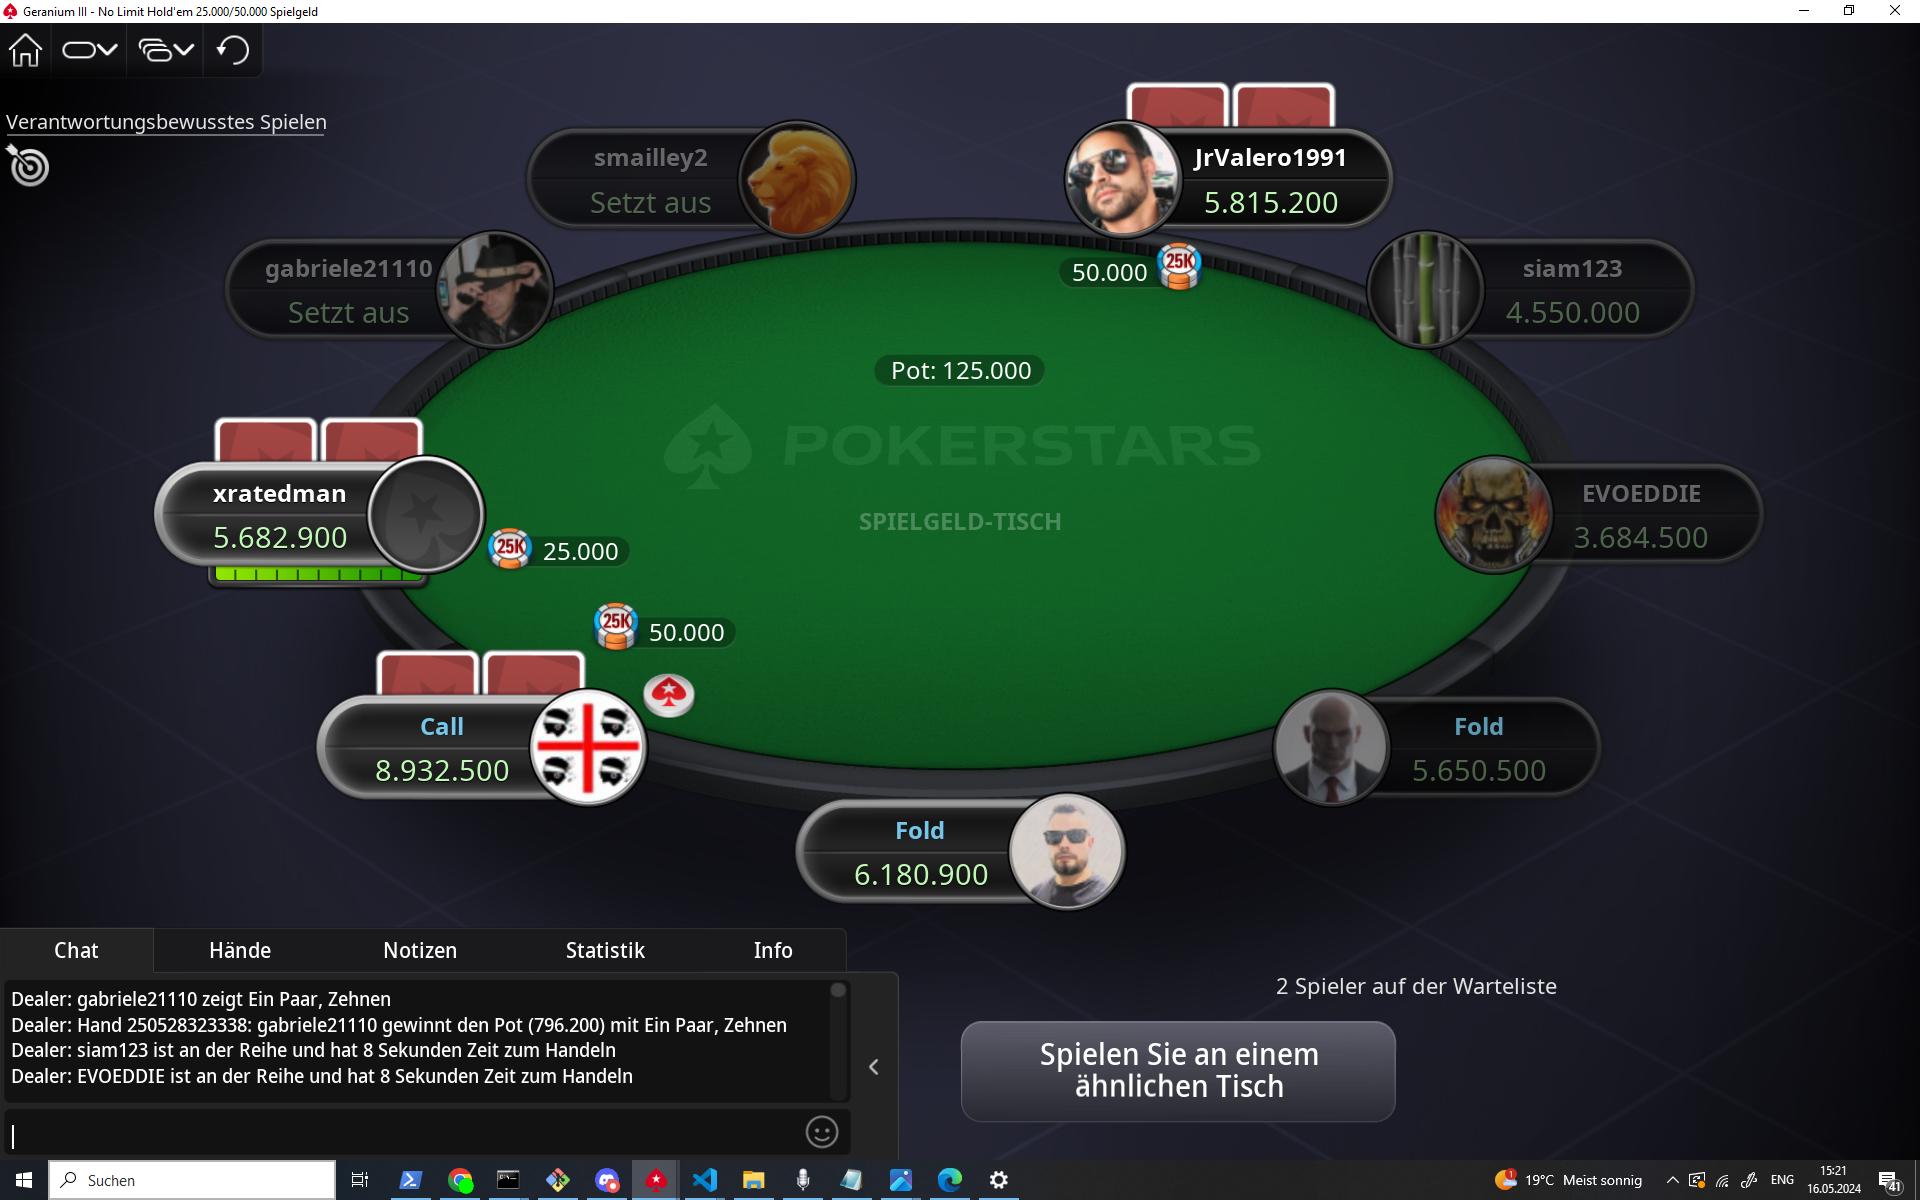 Geranium III - No Limit Hold'em 25.000/50.000 Spielgeld
Verantwortungsbewusstes Spielen
smailley2
Setzt aus
JrValero1991
5.815.200
gabriele21110
Setzt aus
siam123
4.550.000
50.000
25K
Pot: 125.000
POKERSTARS
SPIELGELD-TISCH
xratedman
5.682.900
25K
25.000
EVOEDDIE
3.684.500
25K
50.000
Call
8.932.500
Fold
5.650.500
Fold
6.180.900
Chat
Hände
Notizen
Statistik
Info
Dealer: gabriele21110 zeigt Ein Paar, Zehnen
Dealer: Hand 250528323338: gabriele21110 gewinnt den Pot (796.200) mit Ein Paar, Zehnen
Dealer: siam123 ist an der Reihe und hat 8 Sekunden Zeit zum Handeln
Dealer: EVOEDDIE ist an der Reihe und hat 8 Sekunden Zeit zum Handeln
2 Spieler auf der Warteliste
Spielen Sie an einem
ähnlichen Tisch
Suchen
1
19°C Meist sonnig
ENG
15:21
16.05.2024
41